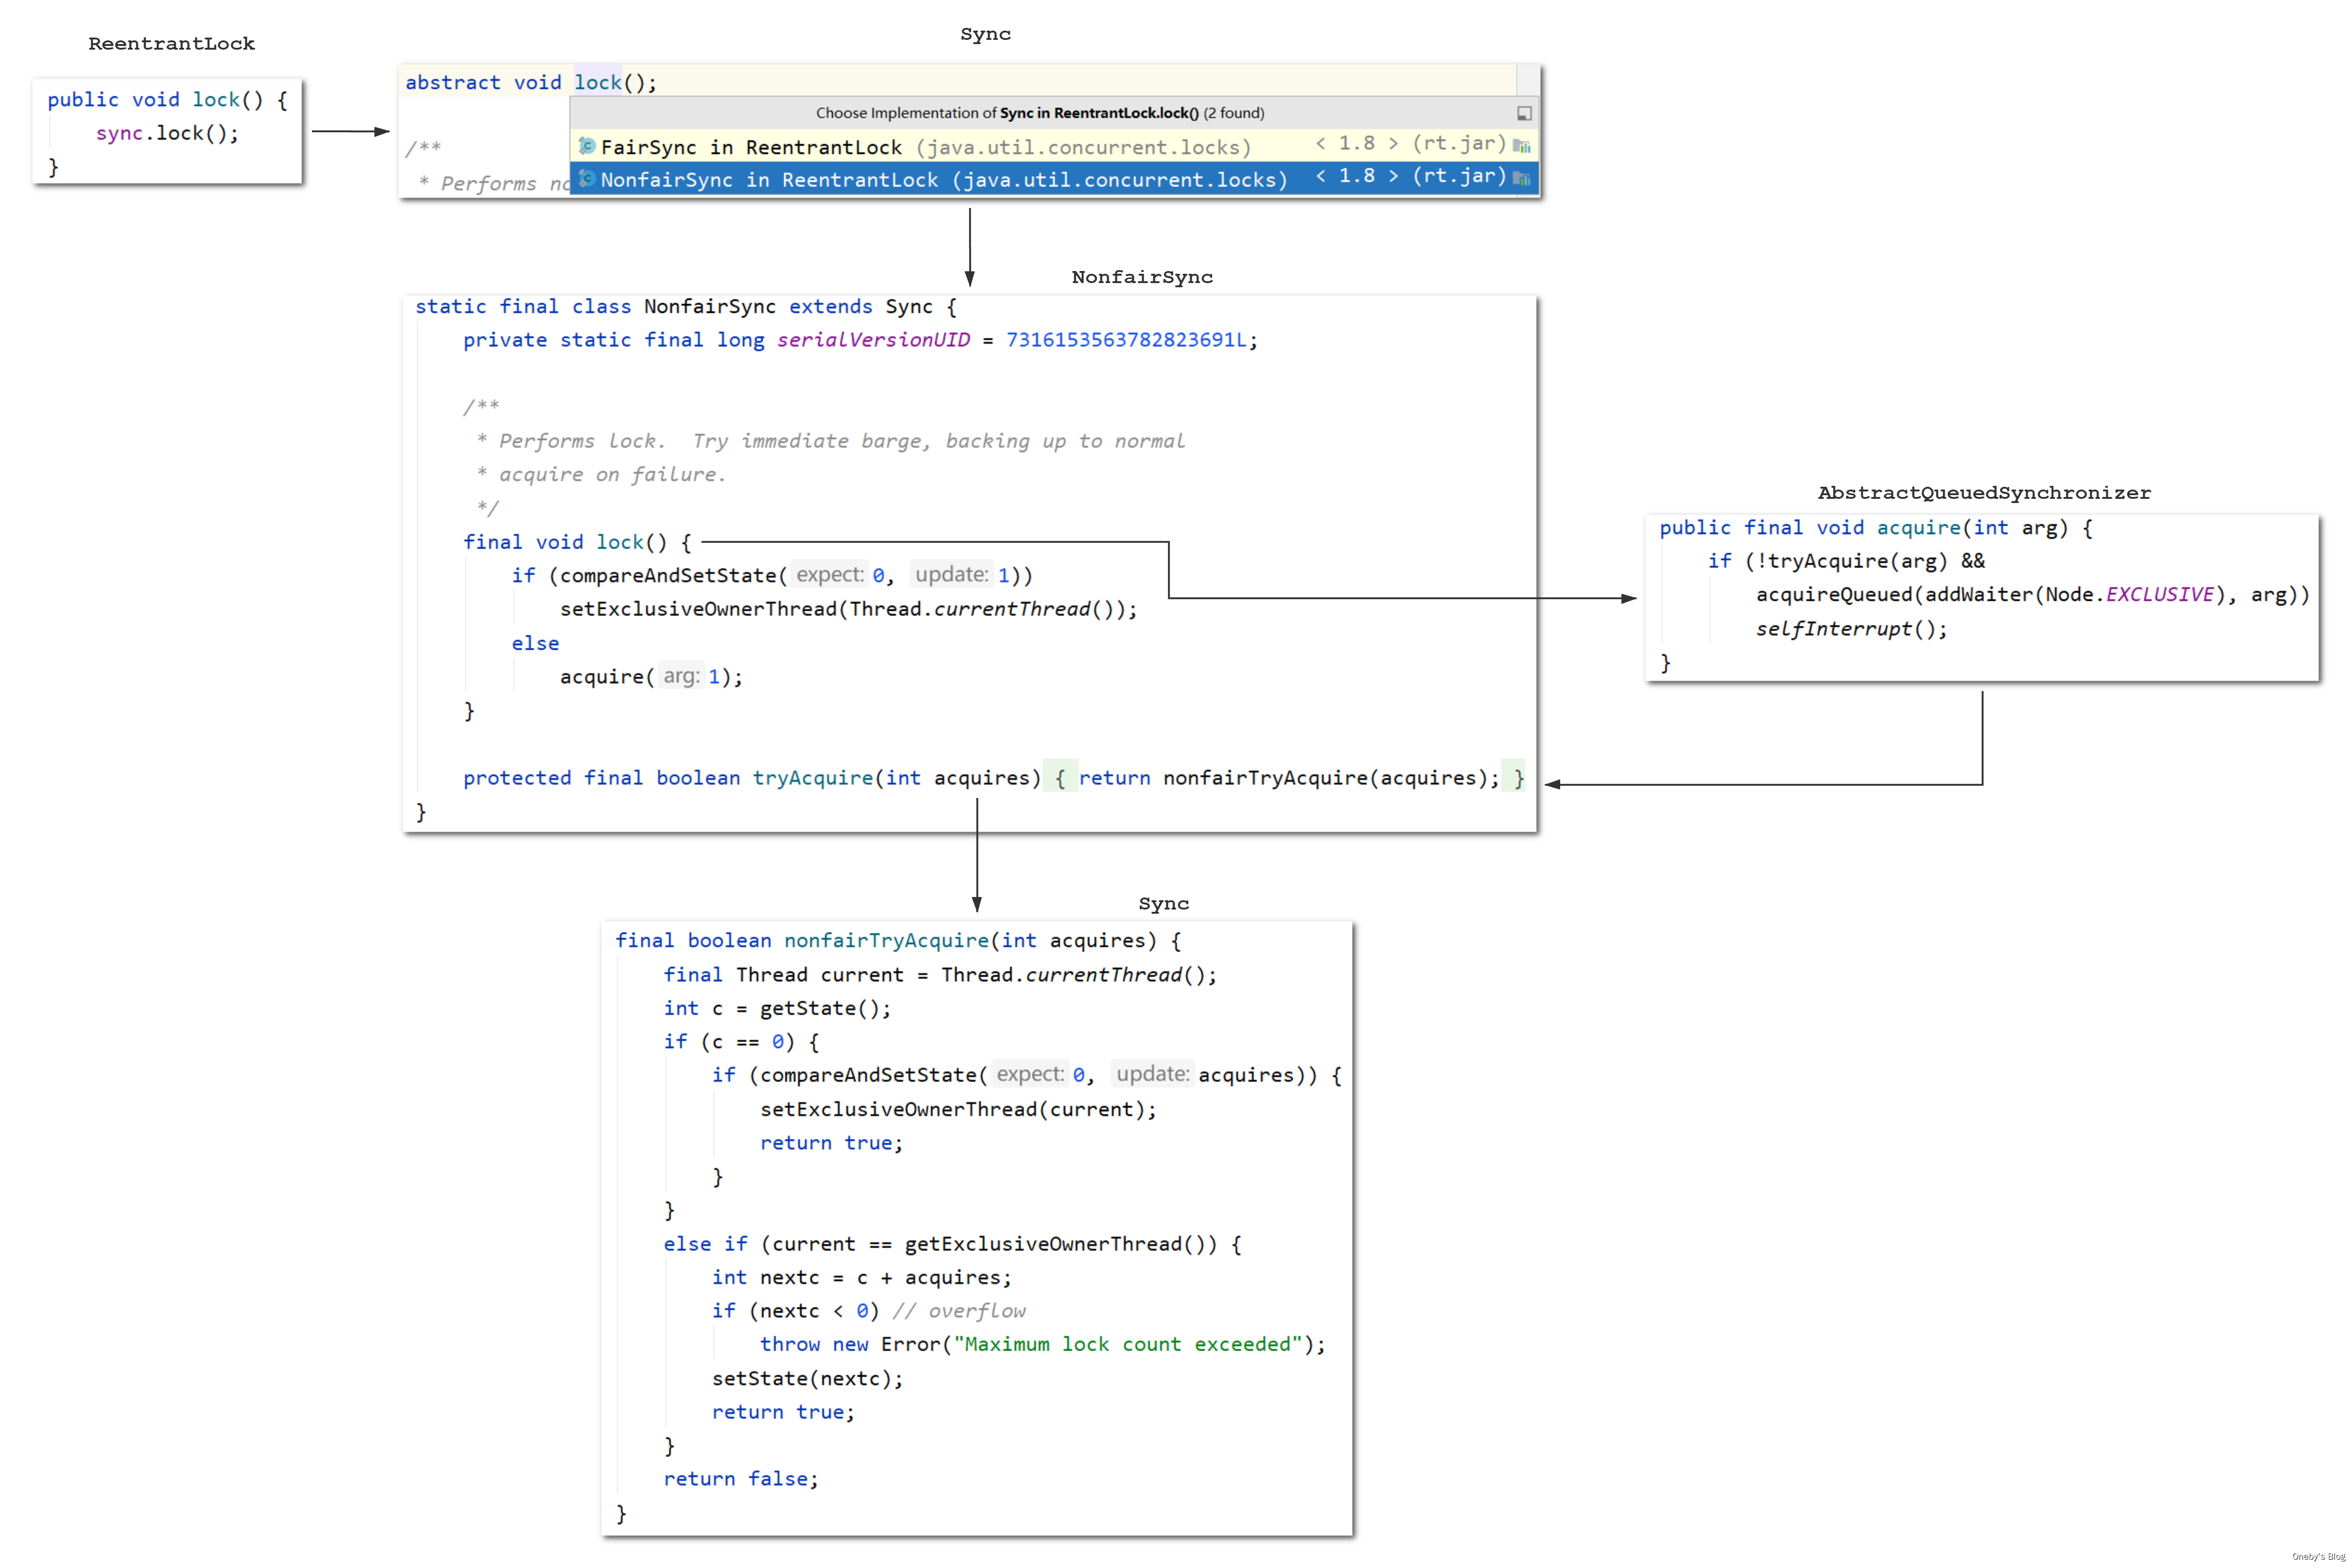 ReentrantLock
public void lock() {
    sync.lock();
}
Sync
abstract void lock();
Choose Implementation of Sync in ReentrantLock.lock() (2 found)
/**
FairSync in ReentrantLock (java.util.concurrent.locks) < 1.8 > (rt.jar)
* Performs no
NonfairSync in ReentrantLock (java.util.concurrent.locks) < 1.8 > (rt.jar)
NonfairSync
static final class NonfairSync extends Sync {
    private static final long serialVersionUID = 7316153563782823691L;
    /**
     * Performs lock.  Try immediate barge, backing up to normal
     * acquire on failure.
     */
    final void lock() {
        if (compareAndSetState( expect: 0,  update: 1))
            setExclusiveOwnerThread(Thread.currentThread());
        else
            acquire( arg: 1);
    }
    protected final boolean tryAcquire(int acquires) { return nonfairTryAcquire(acquires); }
}
AbstractQueuedSynchronizer
public final void acquire(int arg) {
    if (!tryAcquire(arg) &&
        acquireQueued(addWaiter(Node.EXCLUSIVE), arg))
        selfInterrupt();
}
Sync
final boolean nonfairTryAcquire(int acquires) {
    final Thread current = Thread.currentThread();
    int c = getState();
    if (c == 0) {
        if (compareAndSetState( expect: 0,  update: acquires)) {
            setExclusiveOwnerThread(current);
            return true;
        }
    }
    else if (current == getExclusiveOwnerThread()) {
        int nextc = c + acquires;
        if (nextc < 0) // overflow
            throw new Error("Maximum lock count exceeded");
        setState(nextc);
        return true;
    }
    return false;
}
Oneby's Blog